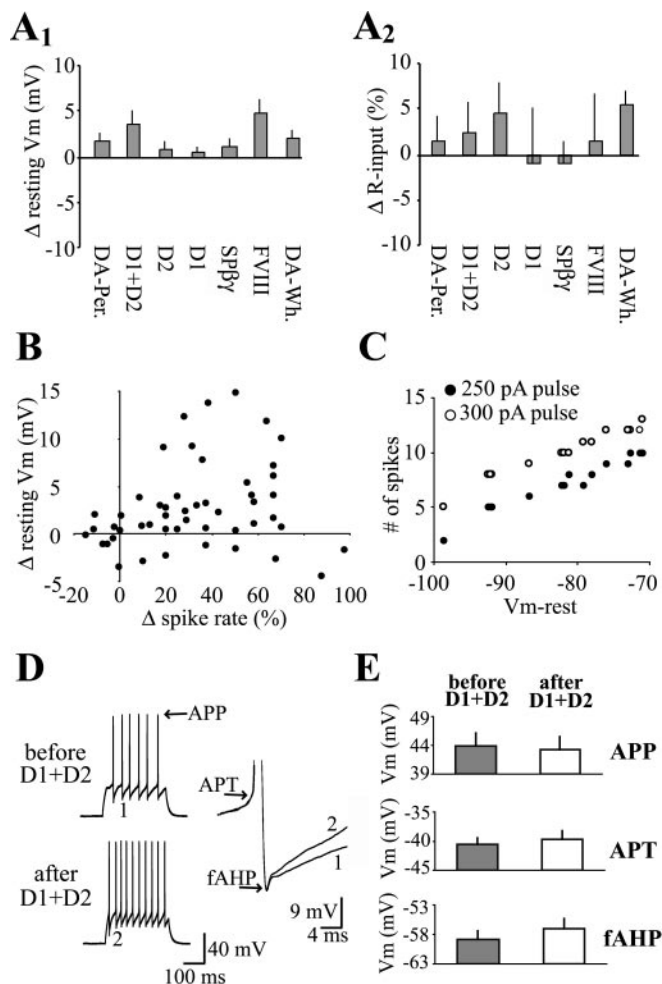 A1
Δ resting Vm (mV)
10
5
0
-5
-10
DA-Per.
D1+D2
D2
D1
SPβγ
FVIII
DA-Wh.
A2
Δ R-input (%)
10
5
0
-5
-10
DA-Per.
D1+D2
D2
D1
SPβγ
FVIII
DA-Wh.
B
Δ resting Vm (mV)
15
10
5
0
-5
-20 0 20 40 60 80 100
Δ spike rate (%)
C
250 pA pulse
300 pA pulse
# of spikes
15
10
5
0
-100 -90 -80 -70
Vm-rest
D
before
D1+D2
APP
1
after
D1+D2
2
40 mV
100 ms
APT
fAHP
2
1
9 mV
4 ms
E
before
D1+D2
after
D1+D2
Vm (mV)
49
44
39
APP
Vm (mV)
-35
-40
-45
APT
Vm (mV)
-53
-58
-63
fAHP